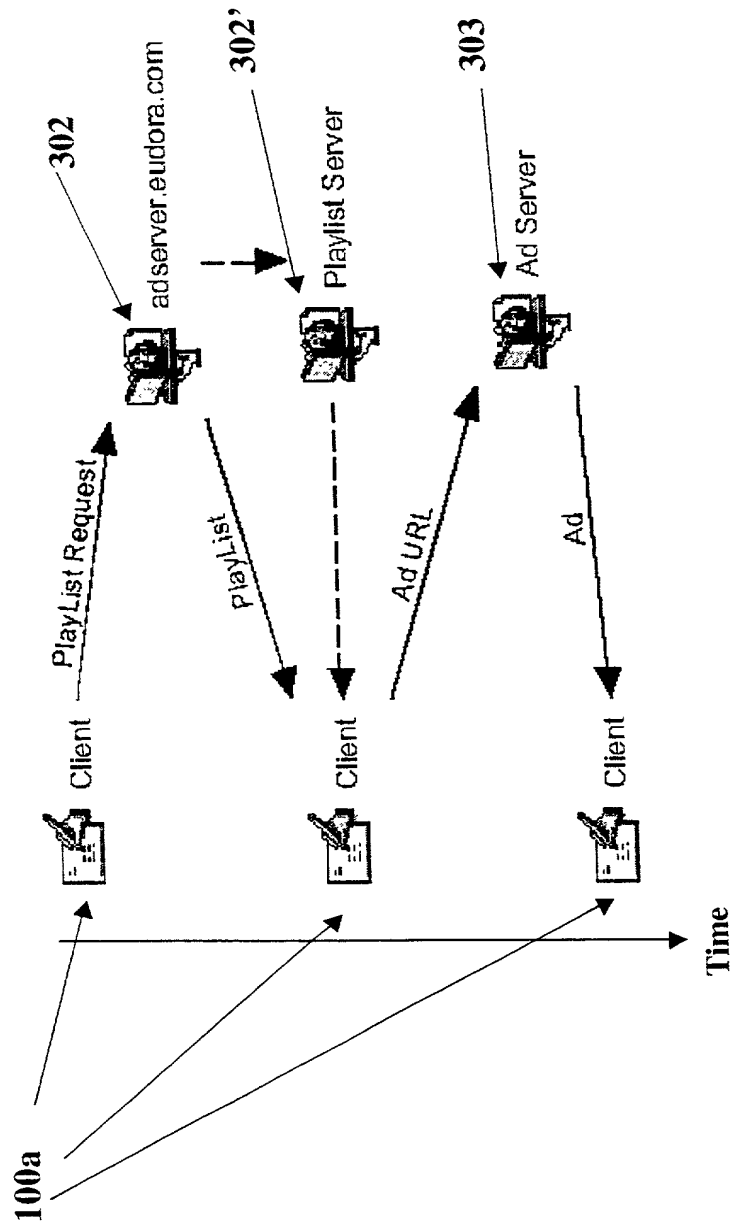 302
adserver.eudora.com
PlayList Request
Client
302'
Playlist Server
PlayList
Client
303
Ad Server
Ad URL
Ad
Client
100a
Time